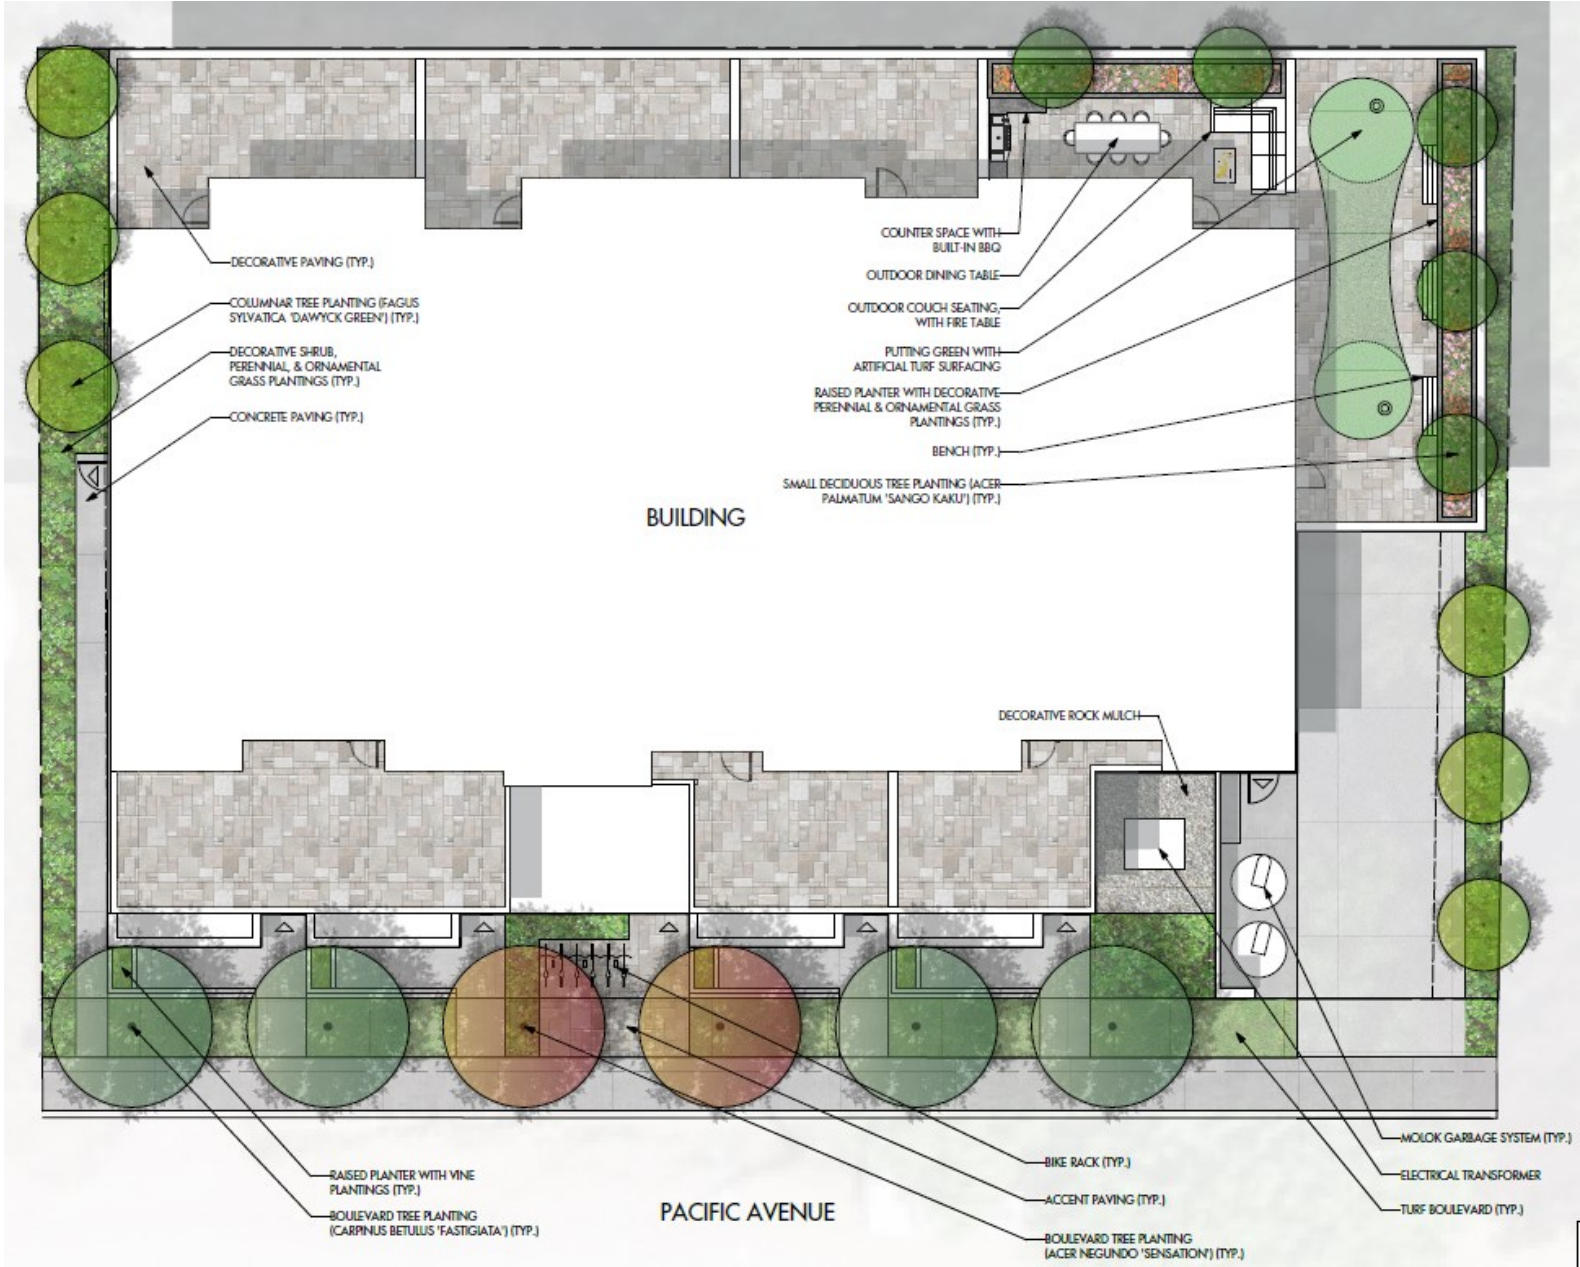 DECORATIVE PAVING (TYP.)
COLUMNAR TREE PLANTING (FAGUS
SYLVATICA 'DAWYCK GREEN') (TYP.)
DECORATIVE SHRUB,
PERENNIAL, & ORNAMENTAL
GRASS PLANTINGS (TYP.)
CONCRETE PAVING (TYP.)
COUNTER SPACE WITH
BUILT-IN BBQ
OUTDOOR DINING TABLE
OUTDOOR COUCH SEATING,
WITH FIRE TABLE
PUTTING GREEN WITH
ARTIFICIAL TURF SURFACING
RAISED PLANTER WITH DECORATIVE
PERENNIAL & ORNAMENTAL GRASS
PLANTINGS (TYP.)
BENCH (TYP.)
SMALL DECIDUOUS TREE PLANTING (ACER
PALMATUM 'SANGO KAKU') (TYP.)
BUILDING
DECORATIVE ROCK MULCH
RAISED PLANTER WITH VINE
PLANTINGS (TYP.)
BOULEVARD TREE PLANTING
(CARPINUS BETULUS 'FASTIGIATA') (TYP.)
PACIFIC AVENUE
BIKE RACK (TYP.)
ACCENT PAVING (TYP.)
BOULEVARD TREE PLANTING
(ACER NEGUNDO 'SENSATION') (TYP.)
MOLOK GARBAGE SYSTEM (TYP.)
ELECTRICAL TRANSFORMER
TURF BOULEVARD (TYP.)